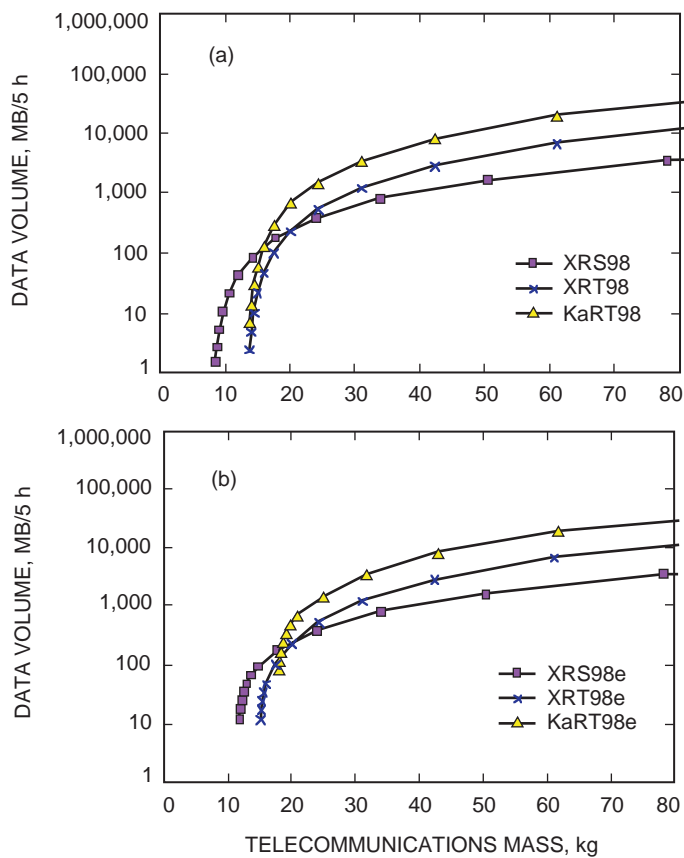 1,000,000
100,000
10,000
1,000
100
10
1
DATA VOLUME, MB/5 h
(a)
XRS98
XRT98
KaRT98
0 10 20 30 40 50 60 70 80
1,000,000
100,000
10,000
1,000
100
10
1
DATA VOLUME, MB/5 h
(b)
XRS98e
XRT98e
KaRT98e
0 10 20 30 40 50 60 70 80
TELECOMMUNICATIONS MASS, kg